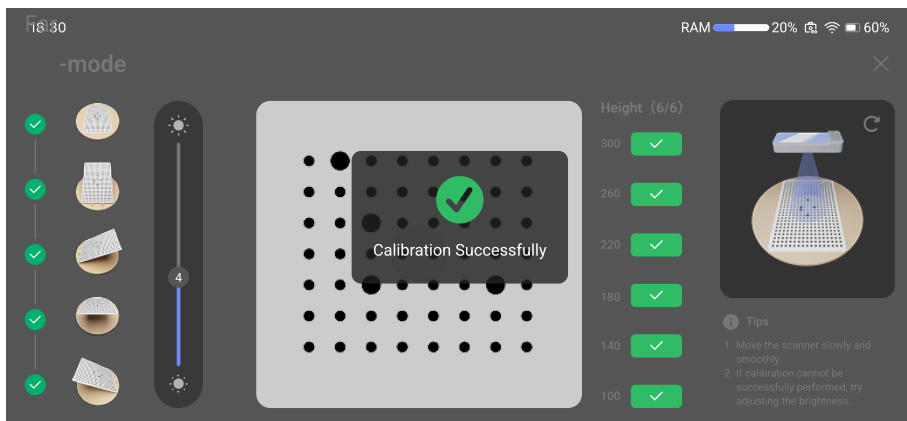 18:30
Far
RAM 20% 60%
-mode
Height（6/6）
300
260
220
180
140
100
4
Calibration Successfully
Tips
1. Move the scanner slowly and
smoothly.
2. If calibration cannot be
successfully performed, try
adjusting the brightness.